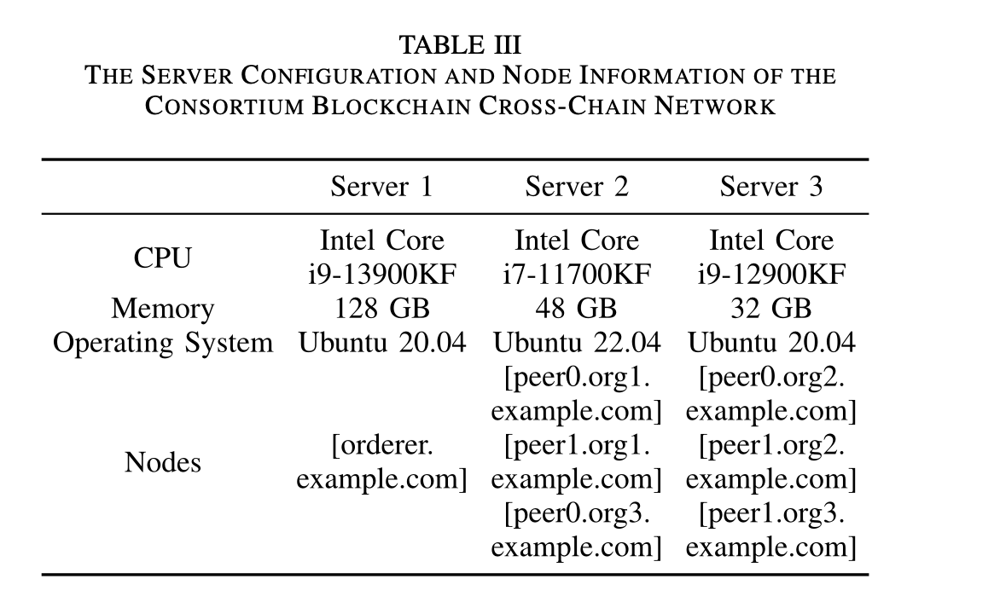 TABLE III
THE SERVER CONFIGURATION AND NODE INFORMATION OF THE
CONSORTIUM BLOCKCHAIN CROSS-CHAIN NETWORK
Server 1 Server 2 Server 3
CPU
Intel Core Intel Core Intel Core
i9-13900KF i7-11700KF i9-12900KF
Memory 128 GB 48 GB 32 GB
Operating System Ubuntu 20.04 Ubuntu 22.04 Ubuntu 20.04
Nodes
[peer0.org1. [peer0.org2.
example.com] example.com]
[orderer. [peer1.org1. [peer1.org2.
example.com] example.com] example.com]
[peer0.org3. [peer1.org3.
example.com] example.com]